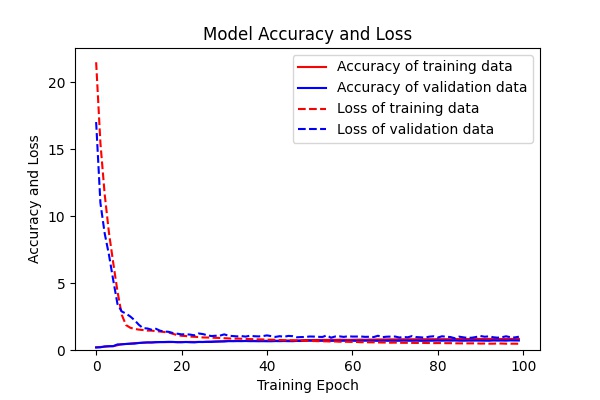 Model Accuracy and Loss
Accuracy of training data
Accuracy of validation data
Loss of training data
Loss of validation data
Accuracy and Loss
20
15
10
5
0
0
20
40
60
80
100
Training Epoch